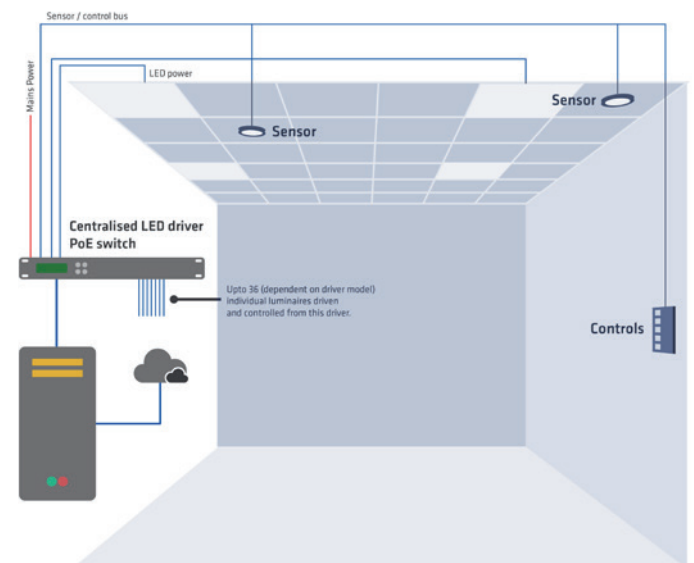 Sensor / control bus
LED power
Mains Power
Sensor
Sensor
Centralised LED driver
PoE switch
Upto 36 (dependent on driver model)
individual luminaires driven
and controlled from this driver.
Controls